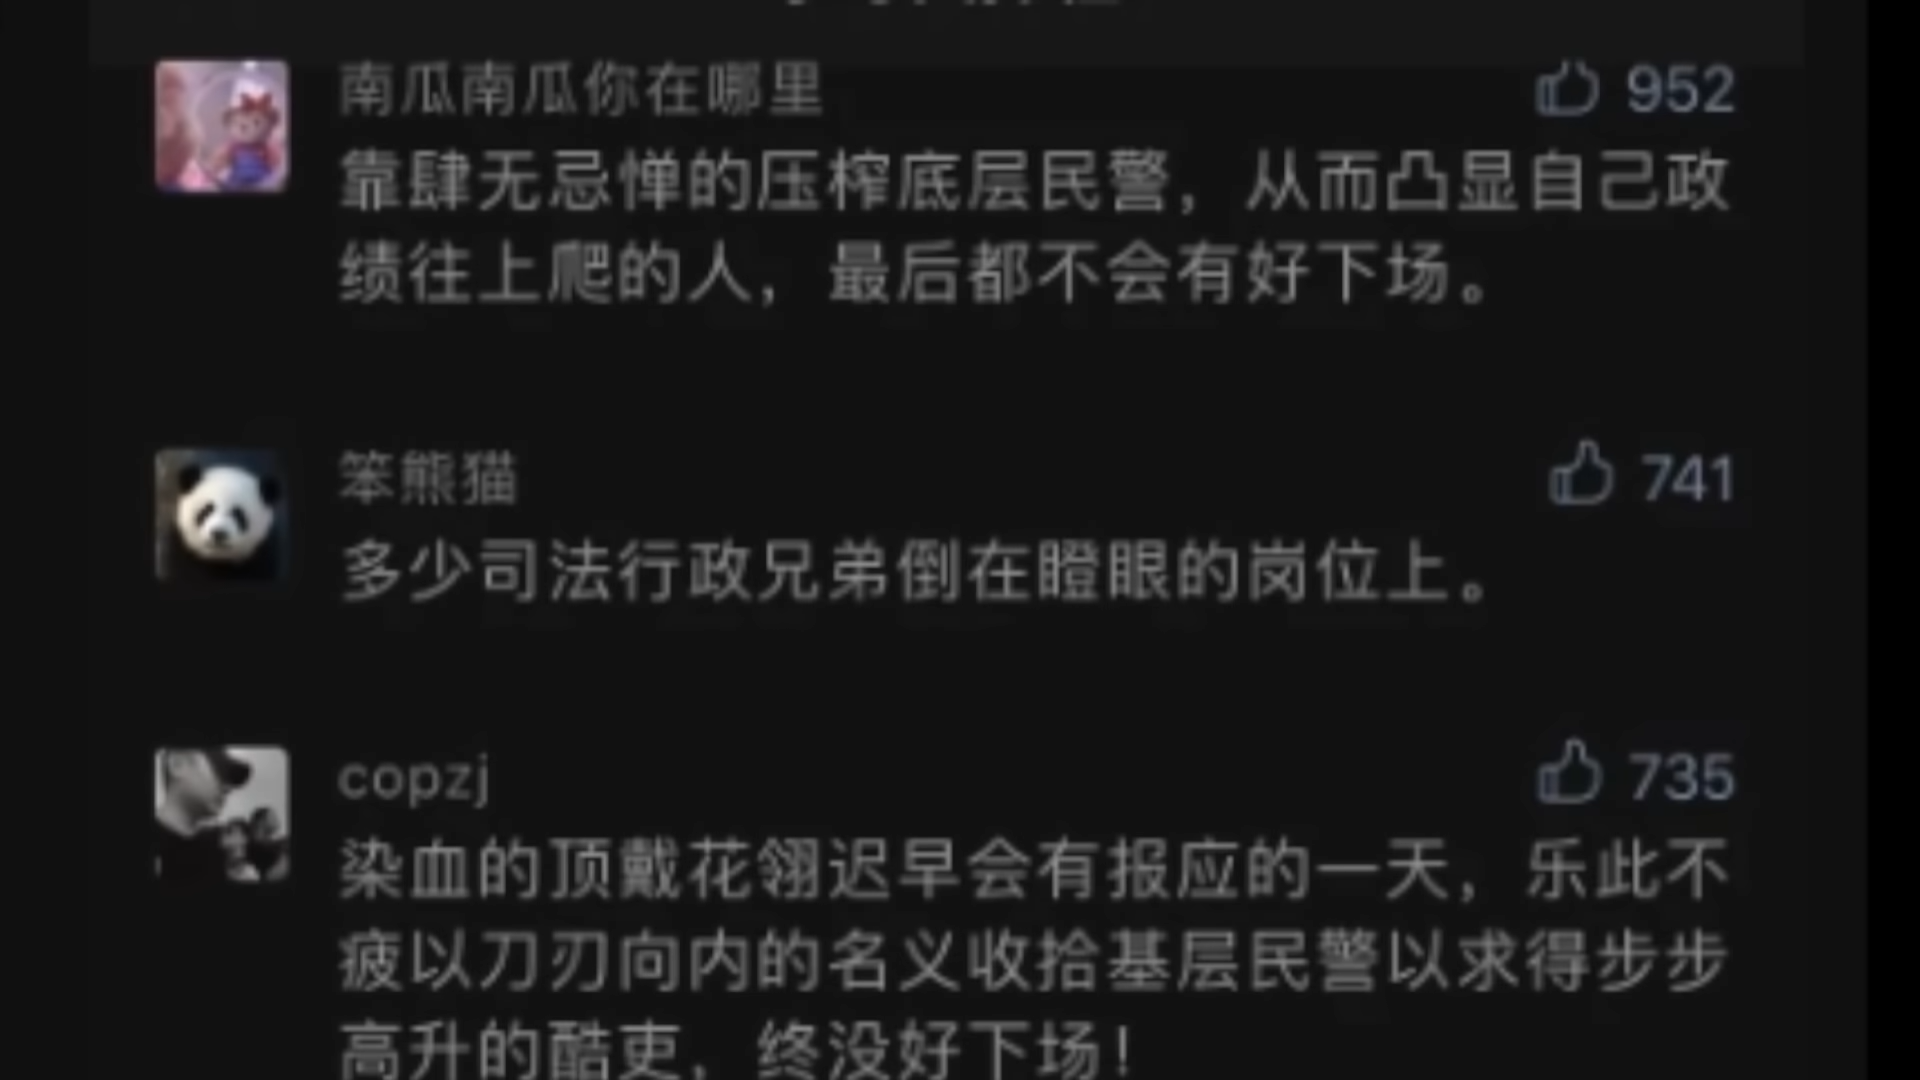 南瓜南瓜你在哪里
952
靠肆无忌惮的压榨底层民警，从而凸显自己政
绩往上爬的人，最后都不会有好下场。
笨熊猫
741
多少司法行政兄弟倒在瞪眼的岗位上。
copzj
735
染血的顶戴花翎迟早会有报应的一天，乐此不
疲以刀刃向内的名义收拾基层民警以求得步步
高升的酷吏，终没好下场！